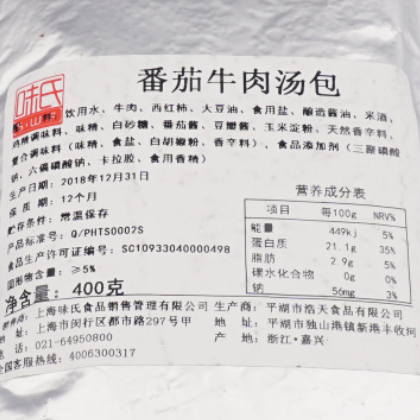 味氏
番茄牛肉汤包
饮用水、牛肉、西红柿、大豆油、食用盐、酿造酱油、米酒、
鸡精调味料、味精、白砂糖、番茄酱、豆瓣酱、玉米淀粉、天然香辛料、
复合调味料（味精、食盐、白胡椒粉、香辛料）、食品添加剂（三聚磷酸
钠、六偏磷酸钠、卡拉胶、食用香精）
生产日期：2018年12月31日
保质期：12个月
贮存条件：常温保存
产品标准号：Q/PHTS0002S
食品生产许可证编号：SC10933040000498
固形物含量：≥5%
净含量：400克
营养成分表
项目 每100g NRV%
能量 449kj 5%
蛋白质 21.1g 35%
脂肪 2.9g 5%
碳水化合物 0g 0%
钠 56mg 3%
上海味氏食品销售管理有限公司
上海市闵行区都市路297号甲
电话：021-64950800
全国客服热线：4006300317
生产商：平湖市浩天食品有限公司
地址：平湖市独山港镇新港丰收河
产地：浙江·嘉兴